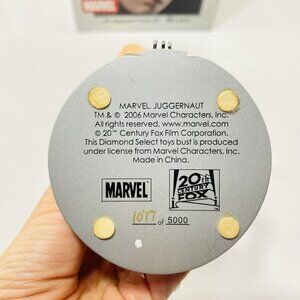 MARVEL
MARVEL. JUGGERNAUT
TM & © 2006 Marvel Characters, Inc.
All rights reserved, www.marvel.com
© 20™ Century Fox Film Corporation.
This Diamond Select toys bust is produced
under license from Marvel Characters, Inc.
Made in China.
MARVEL
20th
CENTURY
FOX
1077 of 5000